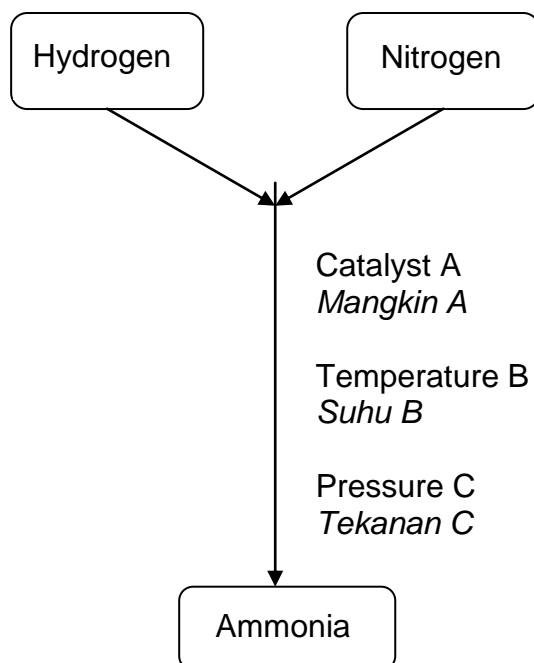 Hydrogen
Nitrogen
Catalyst A
Mangkin A
Temperature B
Suhu B
Pressure C
Tekanan C
Ammonia